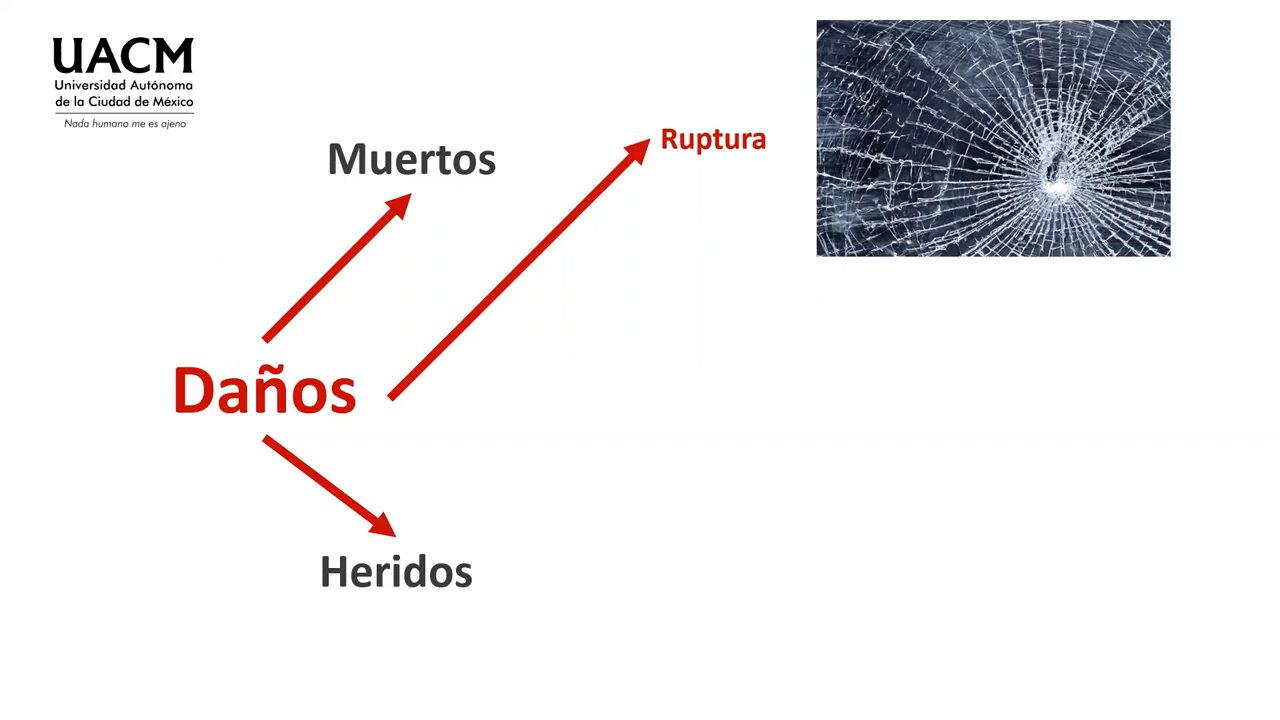 UACM
Universidad Autónoma
de la Ciudad de México
Nada humano me es ajeno
Muertos
Ruptura
Daños
Heridos